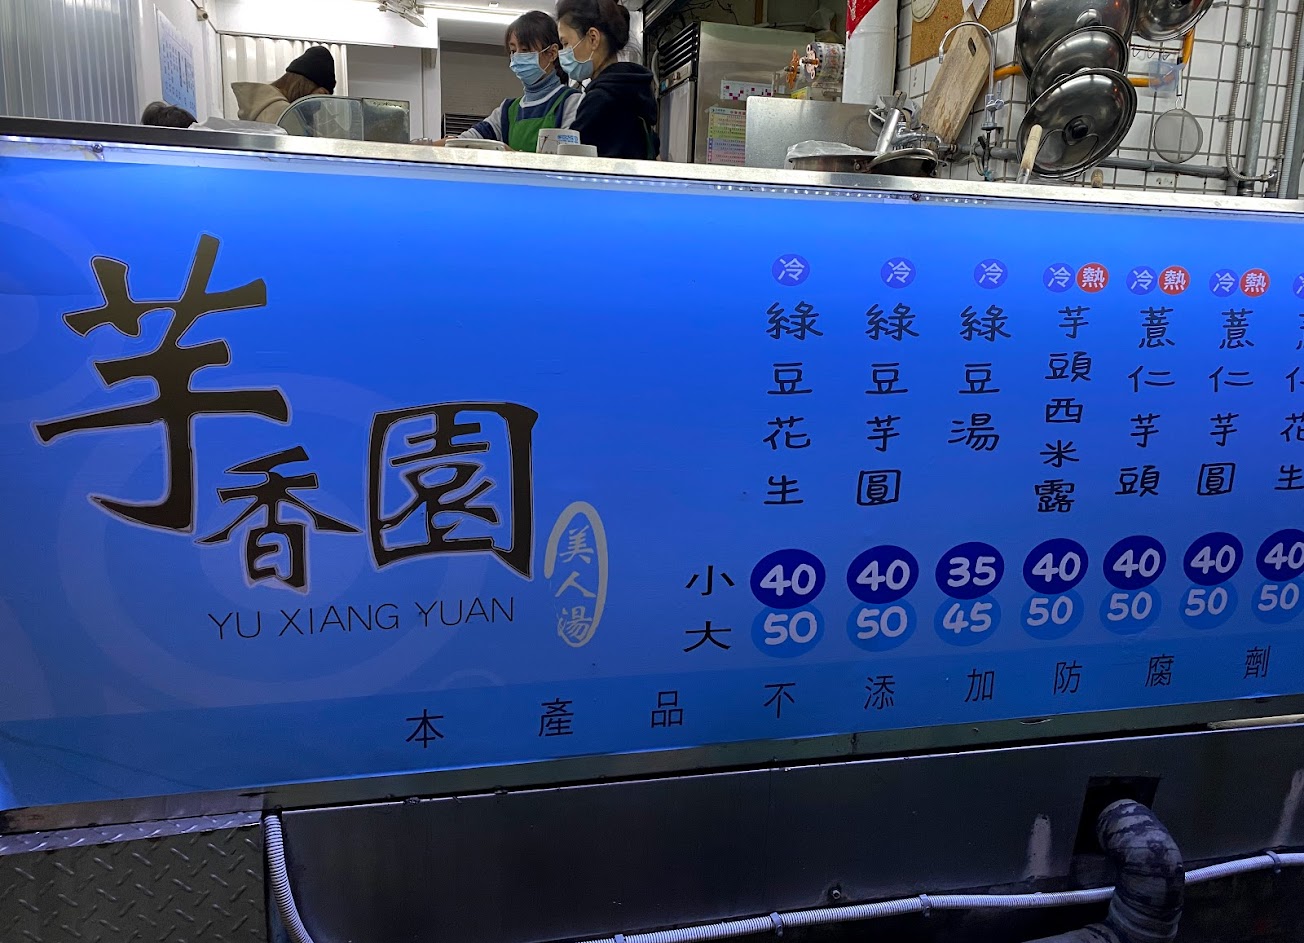 芋香園
YU XIANG YUAN
美人湯
冷
綠豆花生
冷
綠豆芋圓
冷
綠豆湯
冷 熱
芋頭西米露
冷 熱
薏仁芋頭
冷 熱
薏仁芋圓
仁花生
小 40 40 35 40 40 40 40
大 50 50 45 50 50 50 50
本產品不添加防腐劑